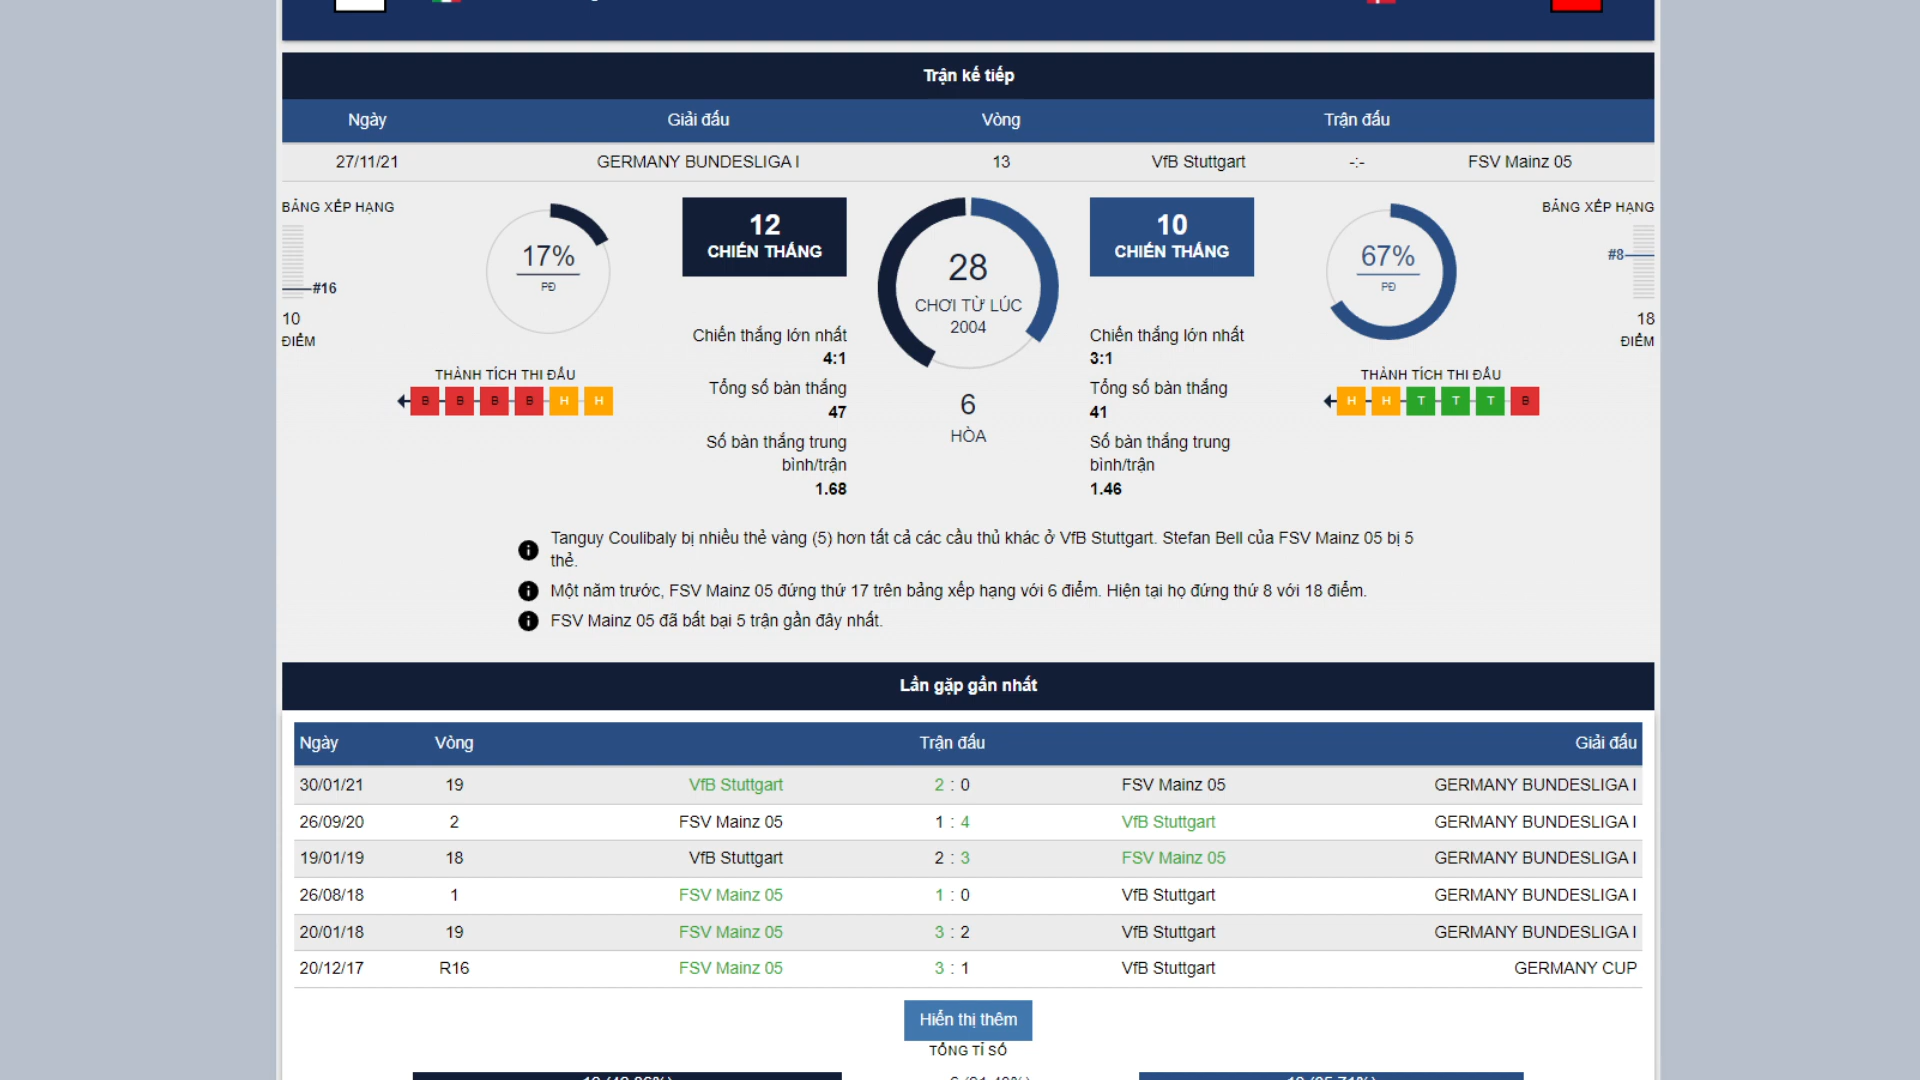 Trận kế tiếp
Ngày Giải đấu Vòng Trận đấu
27/11/21 GERMANY BUNDESLIGA I 13 VfB Stuttgart -:- FSV Mainz 05
BẢNG XẾP HẠNG
#16
10
ĐIỂM
17%
PĐ
THÀNH TÍCH THI ĐẤU
B B B B H H
12
CHIẾN THẮNG
Chiến thắng lớn nhất
4:1
Tổng số bàn thắng
47
Số bàn thắng trung
bình/trận
1.68
28
CHƠI TỪ LÚC
2004
6
HÒA
10
CHIẾN THẮNG
Chiến thắng lớn nhất
3:1
Tổng số bàn thắng
41
Số bàn thắng trung
bình/trận
1.46
67%
PĐ
THÀNH TÍCH THI ĐẤU
H H T T T B
BẢNG XẾP HẠNG
#8
18
ĐIỂM
Tanguy Coulibaly bị nhiều thẻ vàng (5) hơn tất cả các cầu thủ khác ở VfB Stuttgart. Stefan Bell của FSV Mainz 05 bị 5
thẻ.
Một năm trước, FSV Mainz 05 đứng thứ 17 trên bảng xếp hạng với 6 điểm. Hiện tại họ đứng thứ 8 với 18 điểm.
FSV Mainz 05 đã bất bại 5 trận gần đây nhất.
Lần gặp gần nhất
Ngày Vòng Trận đấu Giải đấu
30/01/21 19 VfB Stuttgart 2 : 0 FSV Mainz 05 GERMANY BUNDESLIGA I
26/09/20 2 FSV Mainz 05 1 : 4 VfB Stuttgart GERMANY BUNDESLIGA I
19/01/19 18 VfB Stuttgart 2 : 3 FSV Mainz 05 GERMANY BUNDESLIGA I
26/08/18 1 FSV Mainz 05 1 : 0 VfB Stuttgart GERMANY BUNDESLIGA I
20/01/18 19 FSV Mainz 05 3 : 2 VfB Stuttgart GERMANY BUNDESLIGA I
20/12/17 R16 FSV Mainz 05 3 : 1 VfB Stuttgart GERMANY CUP
Hiển thị thêm
TỔNG TỈ SỐ